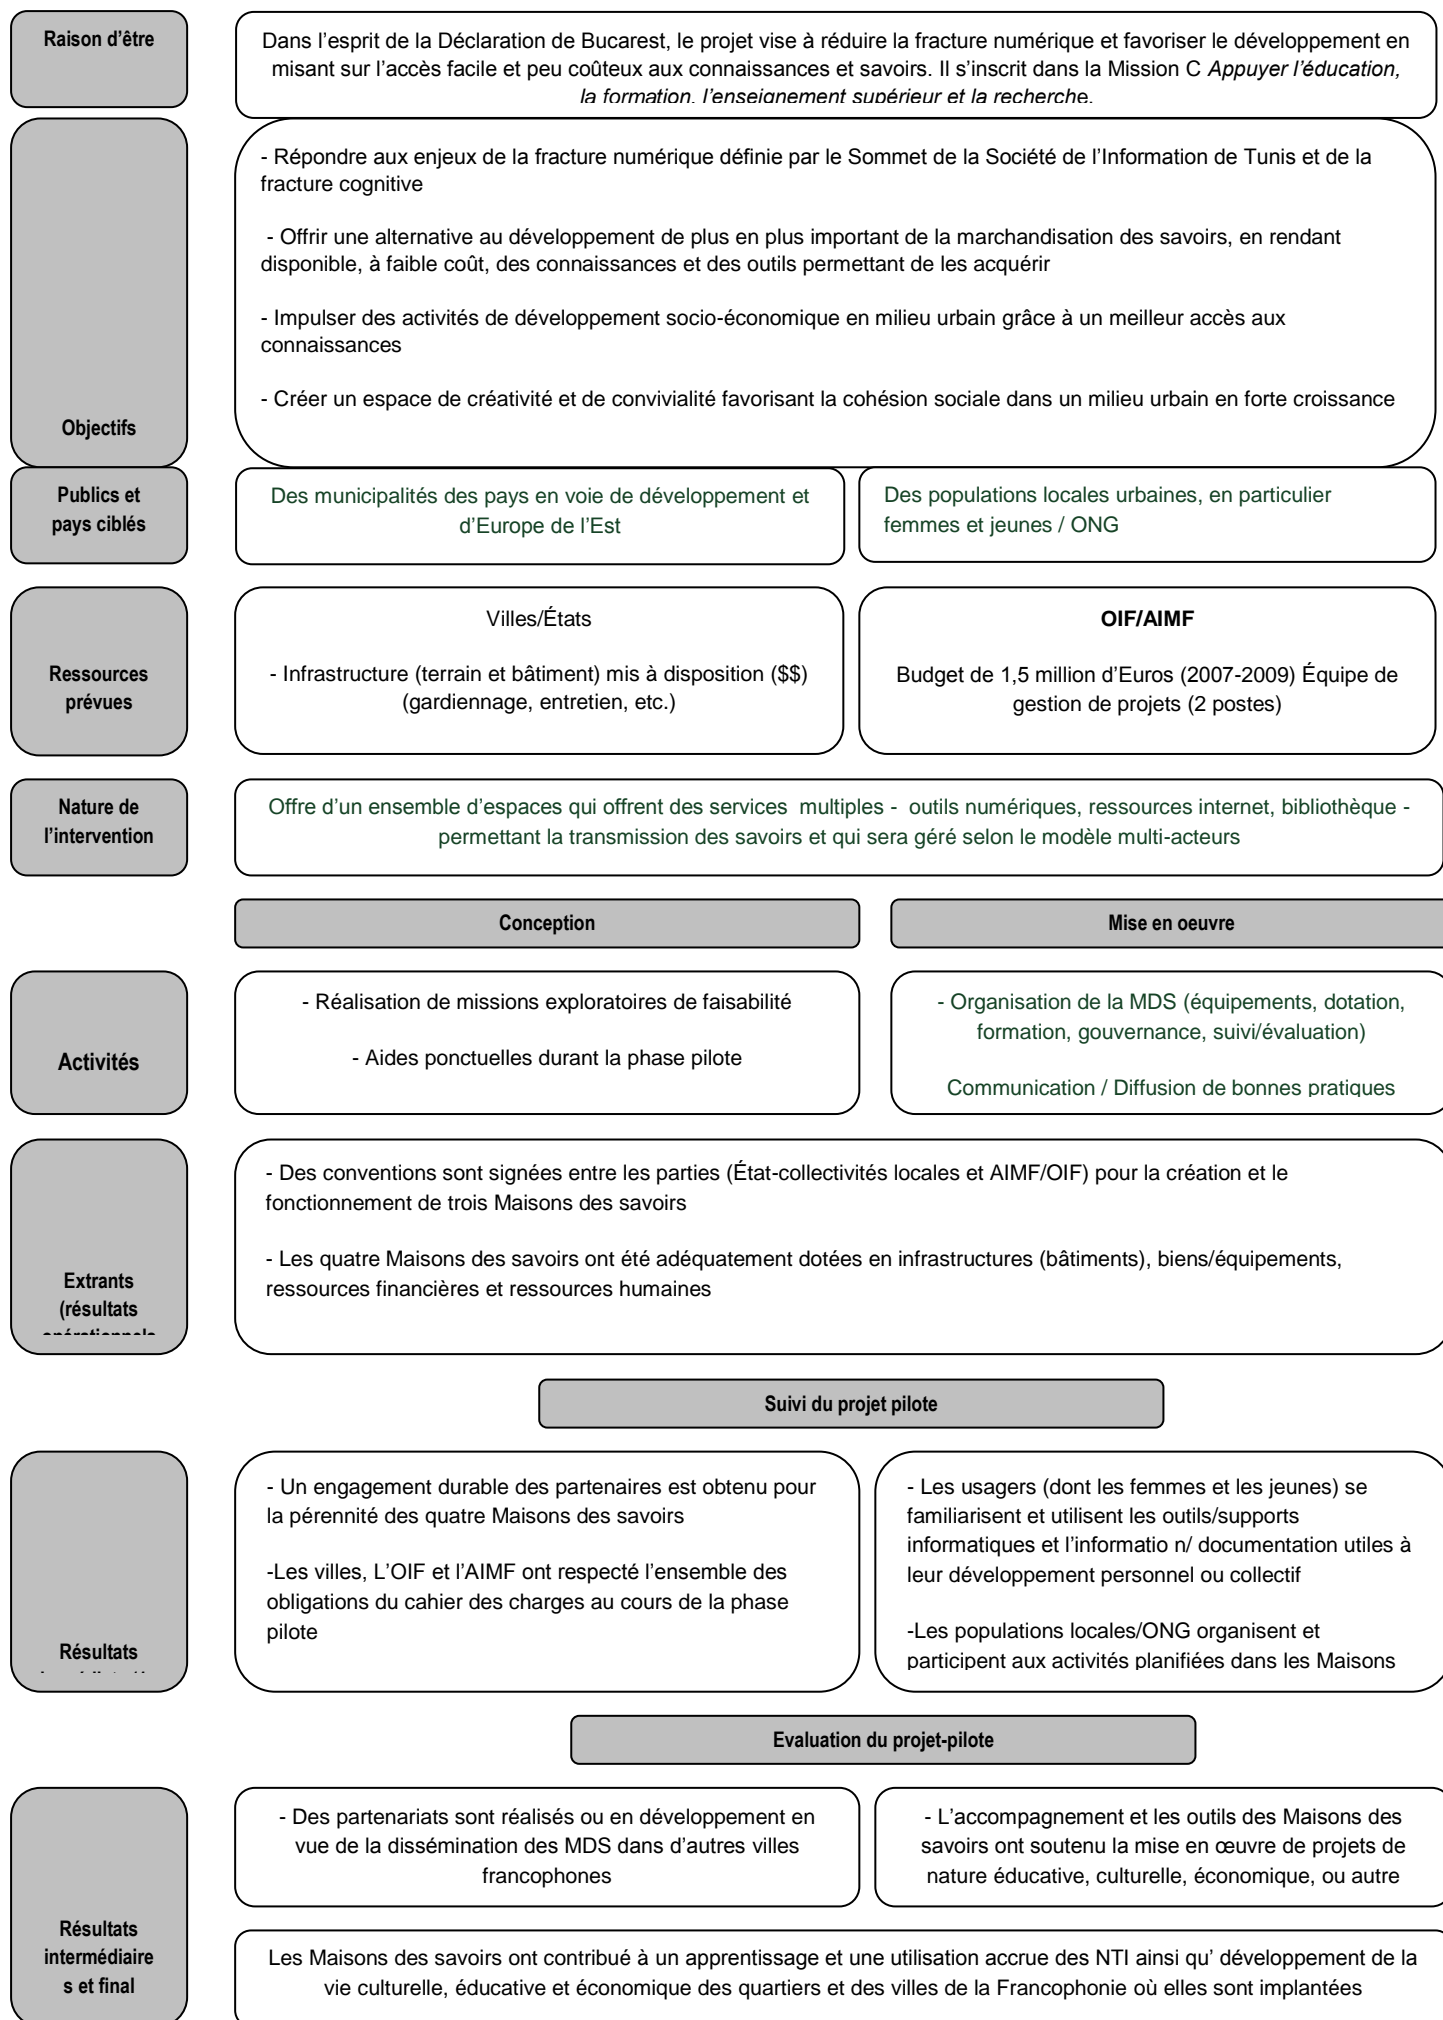 Raison d’être
Dans l’esprit de la Déclaration de Bucarest, le projet vise à réduire la fracture numérique et favoriser le développement en
misant sur l’accès facile et peu coûteux aux connaissances et savoirs. Il s’inscrit dans la Mission C Appuyer l’éducation,
la formation, l’enseignement supérieur et la recherche.
Objectifs
- Répondre aux enjeux de la fracture numérique définie par le Sommet de la Société de l’Information de Tunis et de la
fracture cognitive
- Offrir une alternative au développement de plus en plus important de la marchandisation des savoirs, en rendant
disponible, à faible coût, des connaissances et des outils permettant de les acquérir
- Impulser des activités de développement socio-économique en milieu urbain grâce à un meilleur accès aux
connaissances
- Créer un espace de créativité et de convivialité favorisant la cohésion sociale dans un milieu urbain en forte croissance
Publics et
pays ciblés
Des municipalités des pays en voie de développement et
d’Europe de l’Est
Des populations locales urbaines, en particulier
femmes et jeunes / ONG
Ressources
prévues
Villes/États
- Infrastructure (terrain et bâtiment) mis à disposition ($$)
(gardiennage, entretien, etc.)
OIF/AIMF
Budget de 1,5 million d’Euros (2007-2009) Équipe de
gestion de projets (2 postes)
Nature de
l’intervention
Offre d’un ensemble d’espaces qui offrent des services multiples - outils numériques, ressources internet, bibliothèque -
permettant la transmission des savoirs et qui sera géré selon le modèle multi-acteurs
Conception
Mise en oeuvre
Activités
- Réalisation de missions exploratoires de faisabilité
- Aides ponctuelles durant la phase pilote
- Organisation de la MDS (équipements, dotation,
formation, gouvernance, suivi/évaluation)
Communication / Diffusion de bonnes pratiques
Extrants
(résultats
opérationnels
- Des conventions sont signées entre les parties (État-collectivités locales et AIMF/OIF) pour la création et le
fonctionnement de trois Maisons des savoirs
- Les quatre Maisons des savoirs ont été adéquatement dotées en infrastructures (bâtiments), biens/équipements,
ressources financières et ressources humaines
Suivi du projet pilote
Résultats
- Un engagement durable des partenaires est obtenu pour
la pérennité des quatre Maisons des savoirs
-Les villes, L’OIF et l’AIMF ont respecté l’ensemble des
obligations du cahier des charges au cours de la phase
pilote
- Les usagers (dont les femmes et les jeunes) se
familiarisent et utilisent les outils/supports
informatiques et l’informatio n/ documentation utiles à
leur développement personnel ou collectif
-Les populations locales/ONG organisent et
participent aux activités planifiées dans les Maisons
Evaluation du projet-pilote
Résultats
intermédiaire
s et final
- Des partenariats sont réalisés ou en développement en
vue de la dissémination des MDS dans d’autres villes
francophones
- L’accompagnement et les outils des Maisons des
savoirs ont soutenu la mise en œuvre de projets de
nature éducative, culturelle, économique, ou autre
Les Maisons des savoirs ont contribué à un apprentissage et une utilisation accrue des NTI ainsi qu’ développement de la
vie culturelle, éducative et économique des quartiers et des villes de la Francophonie où elles sont implantées